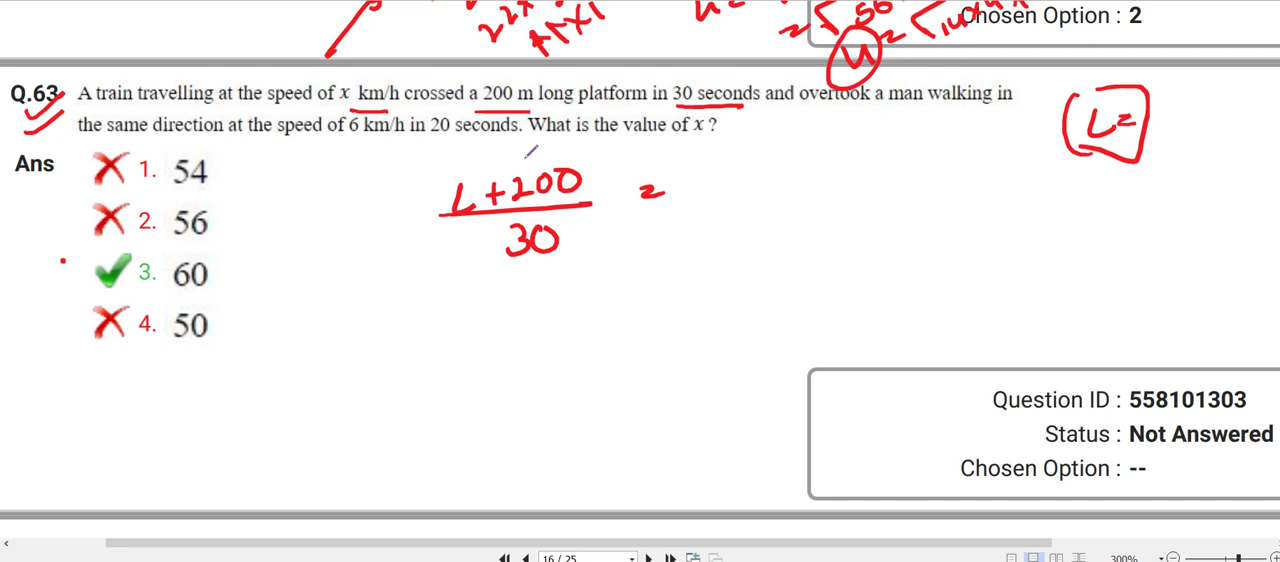 Chosen Option : 2
Q.63 A train travelling at the speed of x km/h crossed a 200 m long platform in 30 seconds and overtook a man walking in
the same direction at the speed of 6 km/h in 20 seconds. What is the value of x ?
L=
Ans
1. 54
2. 56
3. 60
4. 50
L+200
30
=
Question ID : 558101303
Status : Not Answered
Chosen Option : --
16 / 25
300%